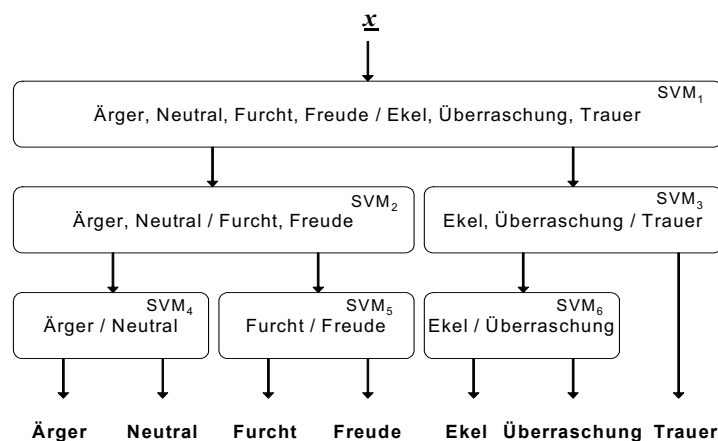 x
SVM1
Ärger, Neutral, Furcht, Freude / Ekel, Überraschung, Trauer
SVM2
Ärger, Neutral / Furcht, Freude
SVM3
Ekel, Überraschung / Trauer
SVM4
Ärger / Neutral
SVM5
Furcht / Freude
SVM6
Ekel / Überraschung
Ärger Neutral Furcht Freude Ekel Überraschung Trauer